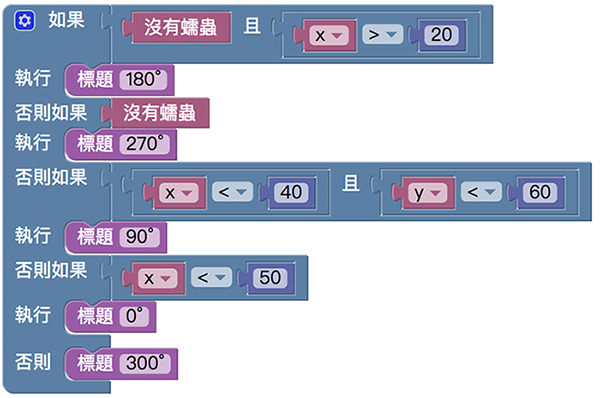 如果 沒有蠕蟲 且 x > 20
執行 標題 180°
否則如果 沒有蠕蟲
執行 標題 270°
否則如果 x < 40 且 y < 60
執行 標題 90°
否則如果 x < 50
執行 標題 0°
否則 標題 300°